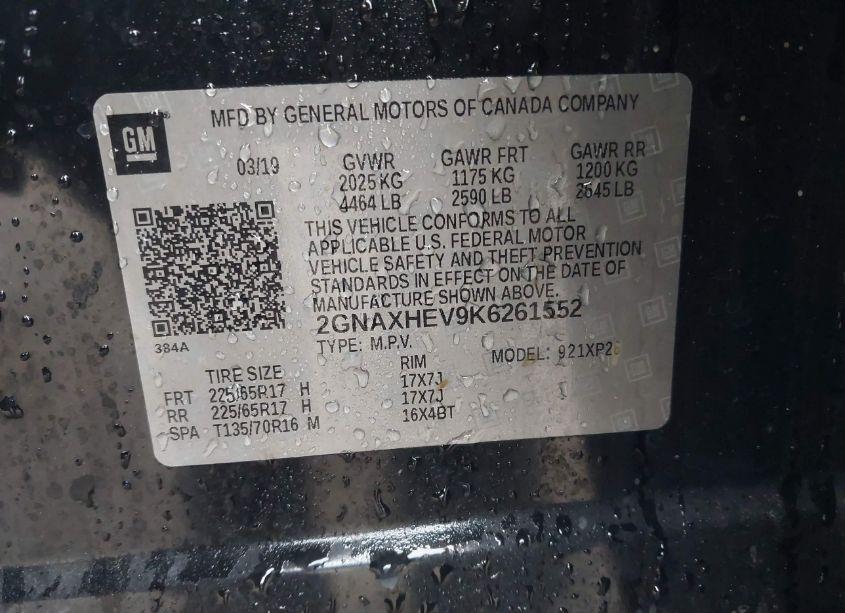 GM
MFD BY GENERAL MOTORS OF CANADA COMPANY
03/19 GVWR GAWR FRT GAWR RR
2025 KG 1175 KG 1200 KG
4464 LB 2590 LB 2645 LB
THIS VEHICLE CONFORMS TO ALL
APPLICABLE U.S. FEDERAL MOTOR
VEHICLE SAFETY AND THEFT PREVENTION
STANDARDS IN EFFECT ON THE DATE OF
MANUFACTURE SHOWN ABOVE.
2GNAXHEV9K6261552
384A
TYPE: M.P.V. MODEL: 921XP2
TIRE SIZE RIM
FRT 225/65R17 H 17X7J
RR 225/65R17 H 17X7J
SPA T135/70R16 M 16X4BT